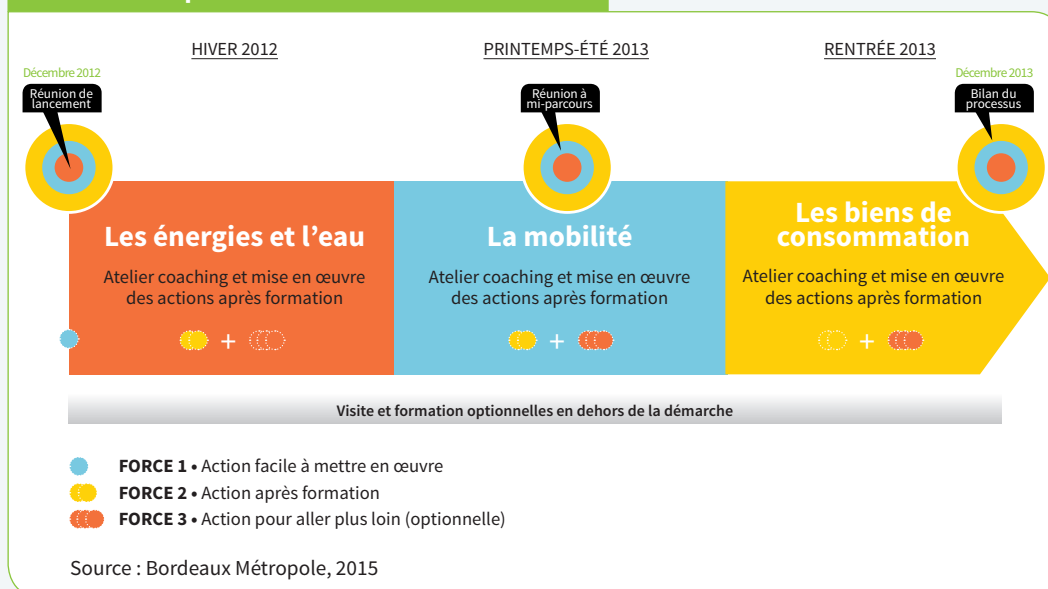 HIVER 2012
PRINTEMPS-ÉTÉ 2013
RENTRÉE 2013
Décembre 2012
Réunion de
lancement
Réunion à
mi-parcours
Décembre 2013
Bilan du
processus
Les énergies et l’eau
Atelier coaching et mise en œuvre
des actions après formation
+
La mobilité
Atelier coaching et mise en œuvre
des actions après formation
+
Les biens de
consommation
Atelier coaching et mise en œuvre
des actions après formation
+
Visite et formation optionnelles en dehors de la démarche
FORCE 1 • Action facile à mettre en œuvre
FORCE 2 • Action après formation
FORCE 3 • Action pour aller plus loin (optionnelle)
Source : Bordeaux Métropole, 2015